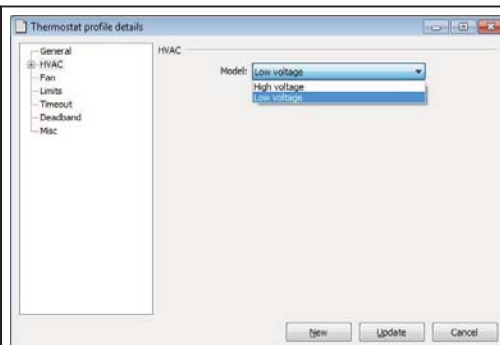 Thermostat profile details
General
HVAC
Fan
Limits
Timeout
Deadband
Misc
HVAC
Model: Low voltage
High voltage
Low voltage
New Update Cancel